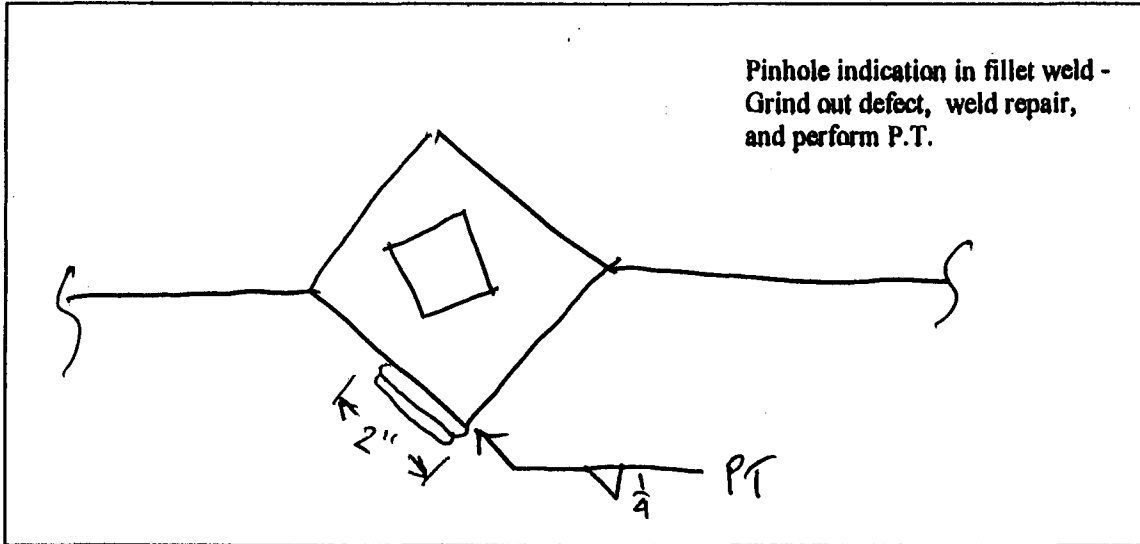 Pinhole indication in fillet weld -
Grind out defect, weld repair,
and perform P.T.
2"
1/4
PT